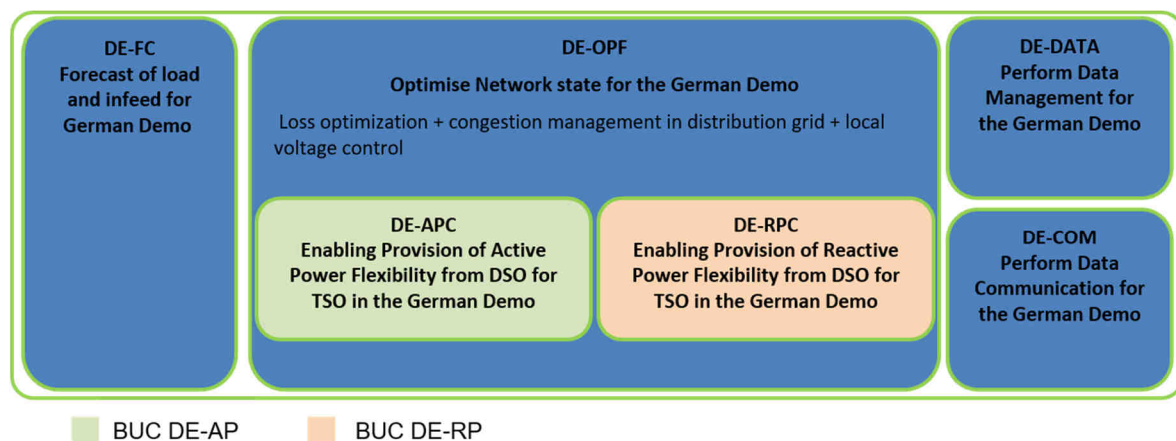 DE-FC
Forecast of load
and infeed for
German Demo
DE-OPF
Optimise Network state for the German Demo
Loss optimization + congestion management in distribution grid + local
voltage control
DE-APC
Enabling Provision of Active
Power Flexibility from DSO for
TSO in the German Demo
DE-RPC
Enabling Provision of Reactive
Power Flexibility from DSO for
TSO in the German Demo
DE-DATA
Perform Data
Management for
the German Demo
DE-COM
Perform Data
Communication for
the German Demo
BUC DE-AP
BUC DE-RP